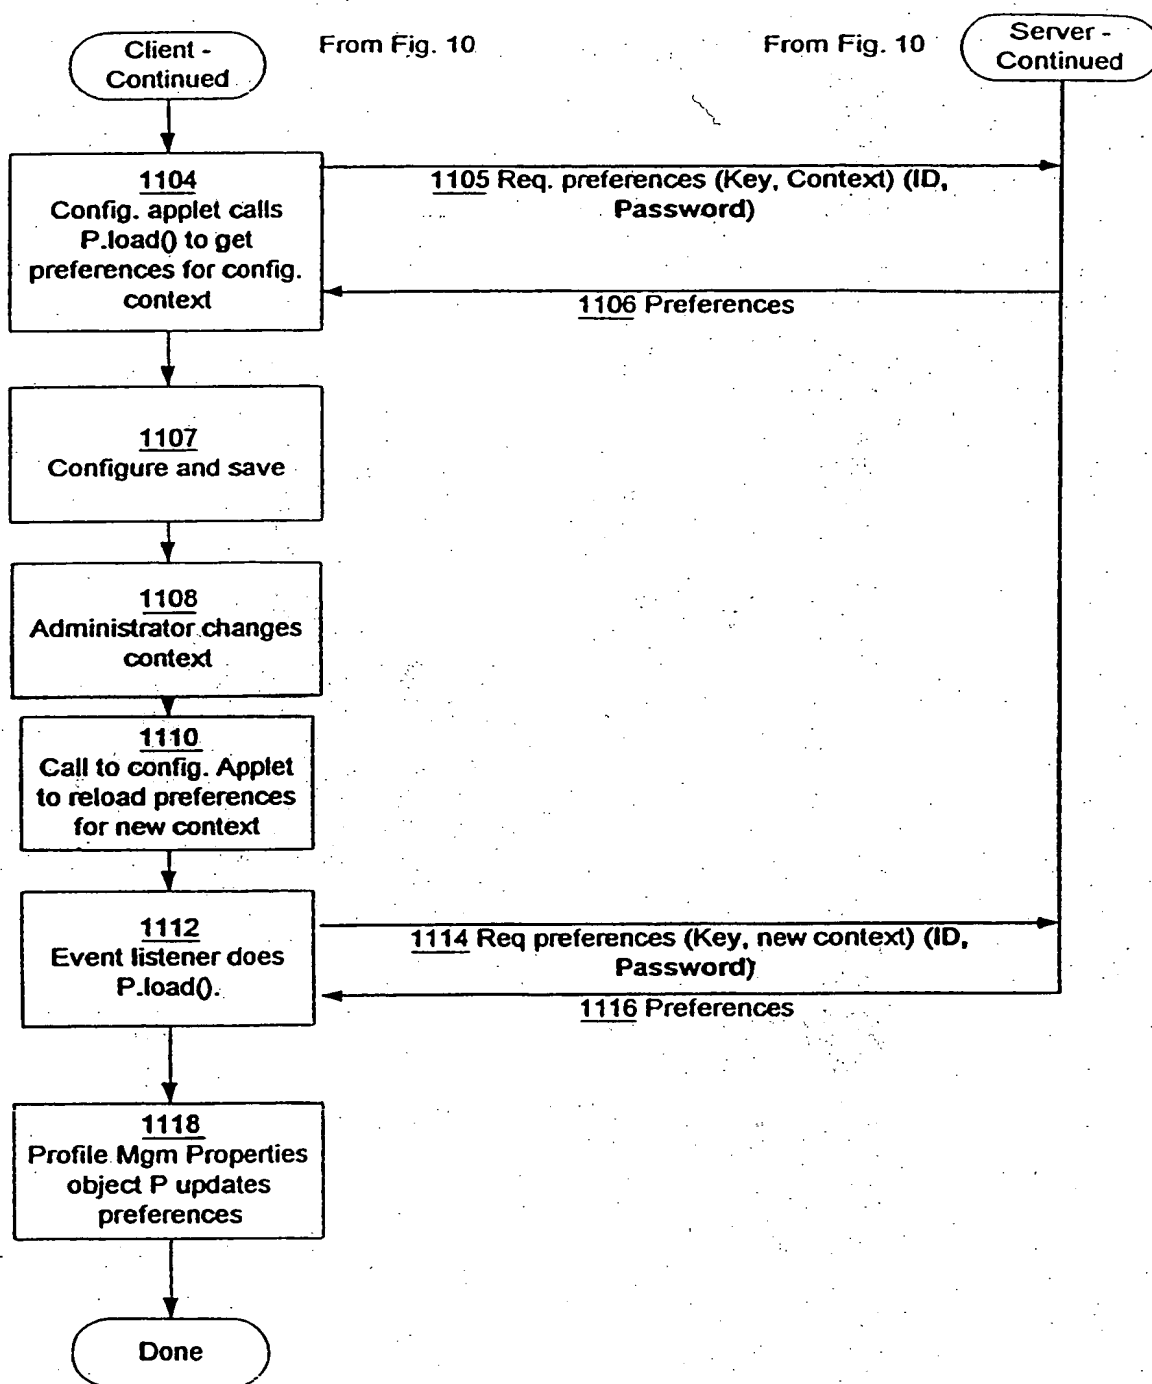 Client -
Continued
From Fig. 10
From Fig. 10
Server -
Continued
1104
Config. applet calls
P.load() to get
preferences for config.
context
1105 Req. preferences (Key, Context) (ID,
Password)
1106 Preferences
1107
Configure and save
1108
Administrator changes
context
1110
Call to config. Applet
to reload preferences
for new context
1112
Event listener does
P.load().
1114 Req preferences (Key, new context) (ID,
Password)
1116 Preferences
1118
Profile Mgm Properties
object P updates
preferences
Done